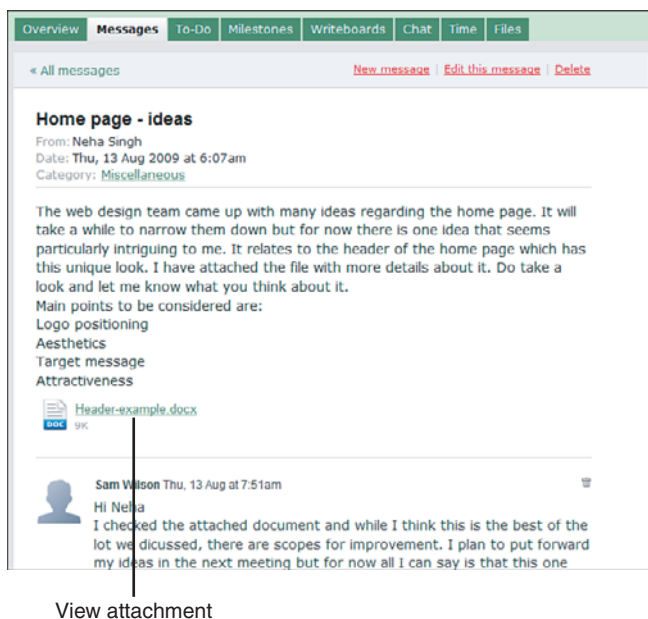 Overview Messages To-Do Milestones Writeboards Chat Time Files
« All messages New message | Edit this message | Delete
Home page - ideas
From: Neha Singh
Date: Thu, 13 Aug 2009 at 6:07am
Category: Miscellaneous
The web design team came up with many ideas regarding the home page. It will
take a while to narrow them down but for now there is one idea that seems
particularly intriguing to me. It relates to the header of the home page which has
this unique look. I have attached the file with more details about it. Do take a
look and let me know what you think about it.
Main points to be considered are:
Logo positioning
Aesthetics
Target message
Attractiveness
Header-example.docx
DOC 9K
Sam Wilson Thu, 13 Aug at 7:51am
Hi Neha
I checked the attached document and while I think this is the best of the
lot we dicussed, there are scopes for improvement. I plan to put forward
my ideas in the next meeting but for now all I can say is that this one
View attachment